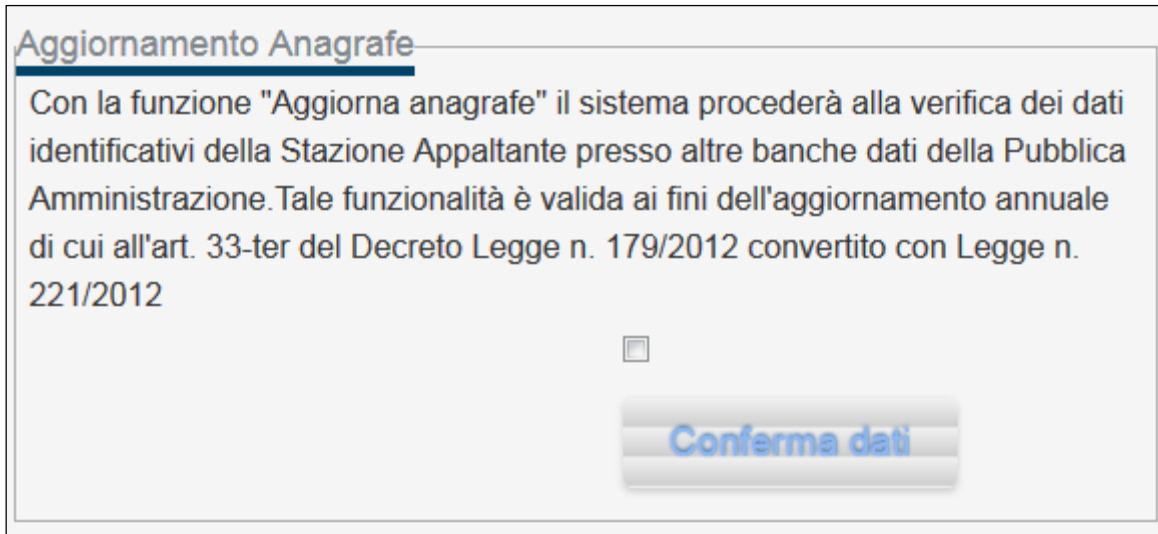 Aggiornamento Anagrafe
Con la funzione "Aggiorna anagrafe" il sistema procederà alla verifica dei dati
identificativi della Stazione Appaltante presso altre banche dati della Pubblica
Amministrazione.Tale funzionalità è valida ai fini dell'aggiornamento annuale
di cui all'art. 33-ter del Decreto Legge n. 179/2012 convertito con Legge n.
221/2012
Conferma dati